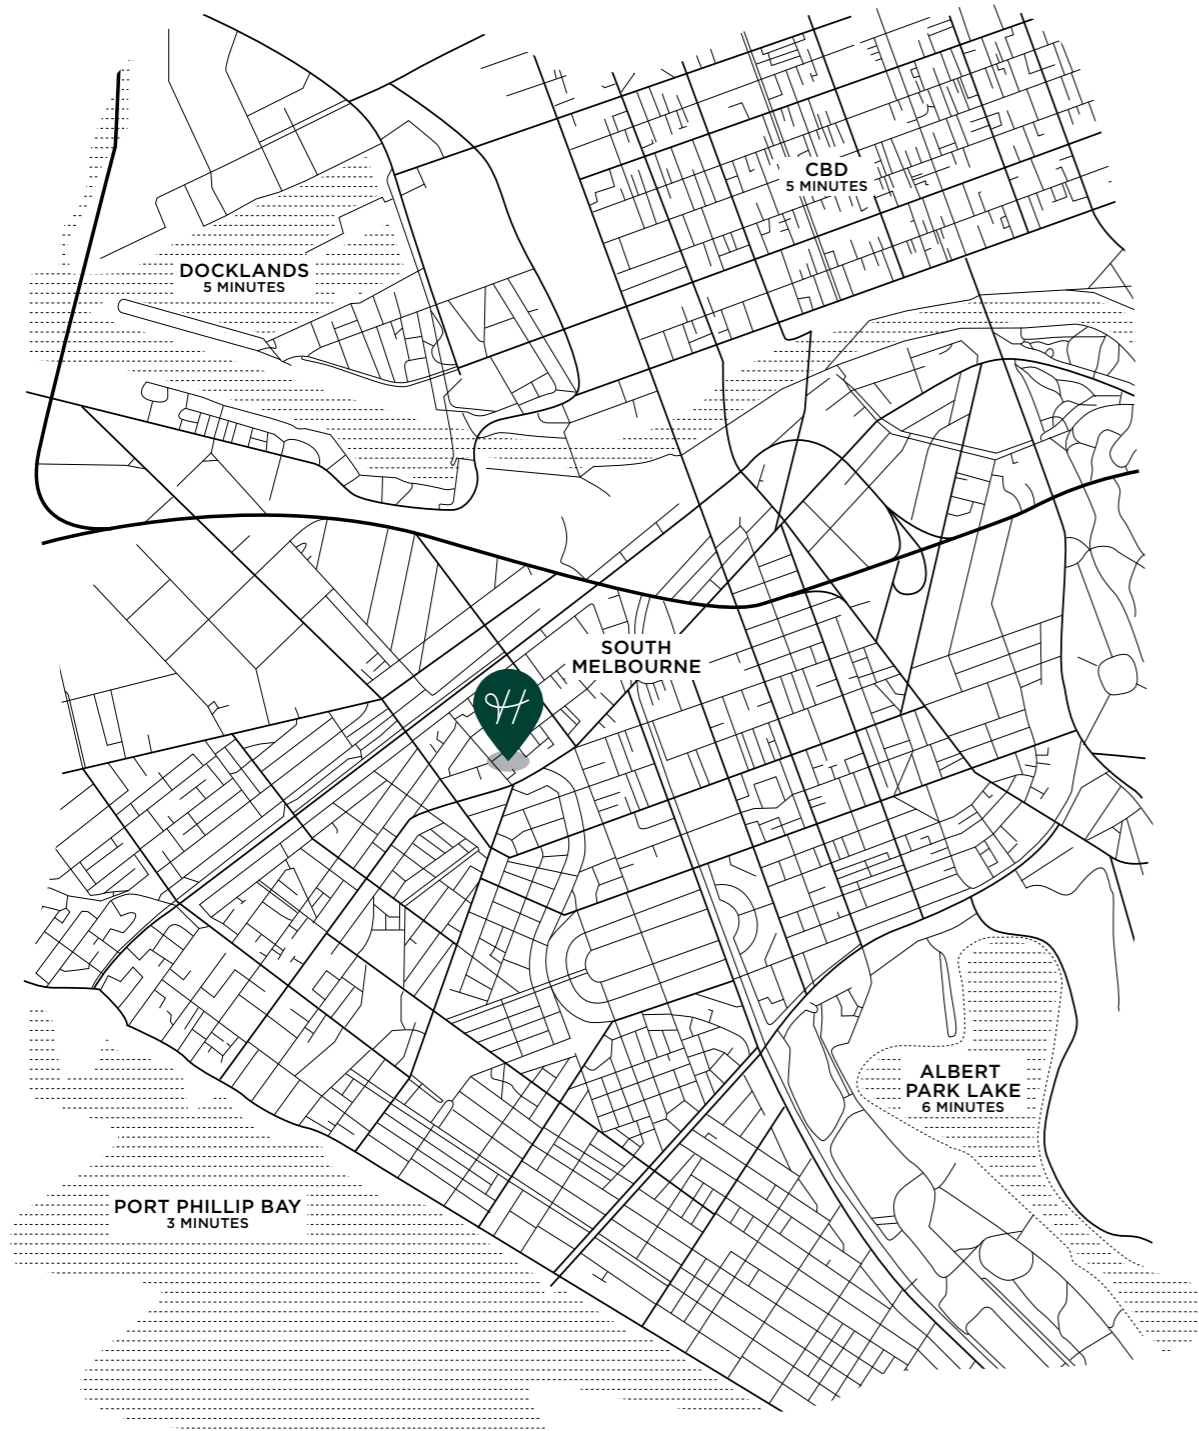 CBD
5 MINUTES
DOCKLANDS
5 MINUTES
SOUTH
MELBOURNE
H
ALBERT
PARK LAKE
6 MINUTES
PORT PHILLIP BAY
3 MINUTES